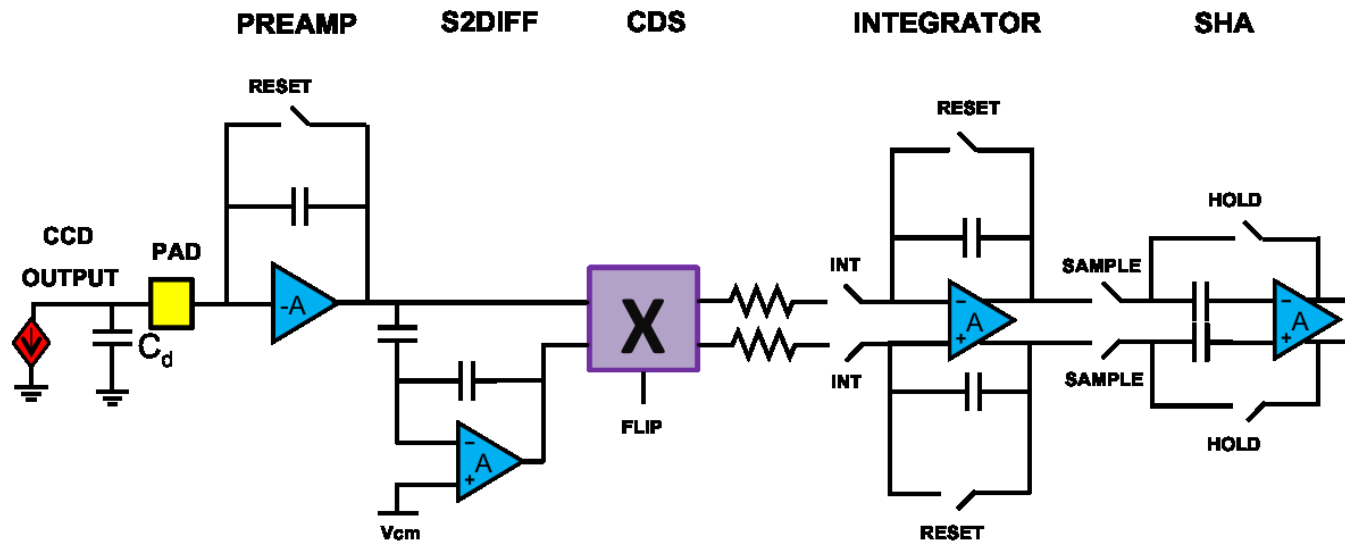 PREAMP S2DIFF CDS INTEGRATOR SHA
RESET
RESET
HOLD
CCD
OUTPUT
PAD
INT
SAMPLE
-A
X
A
A
Cd
INT
SAMPLE
FLIP
A
HOLD
Vcm
RESET